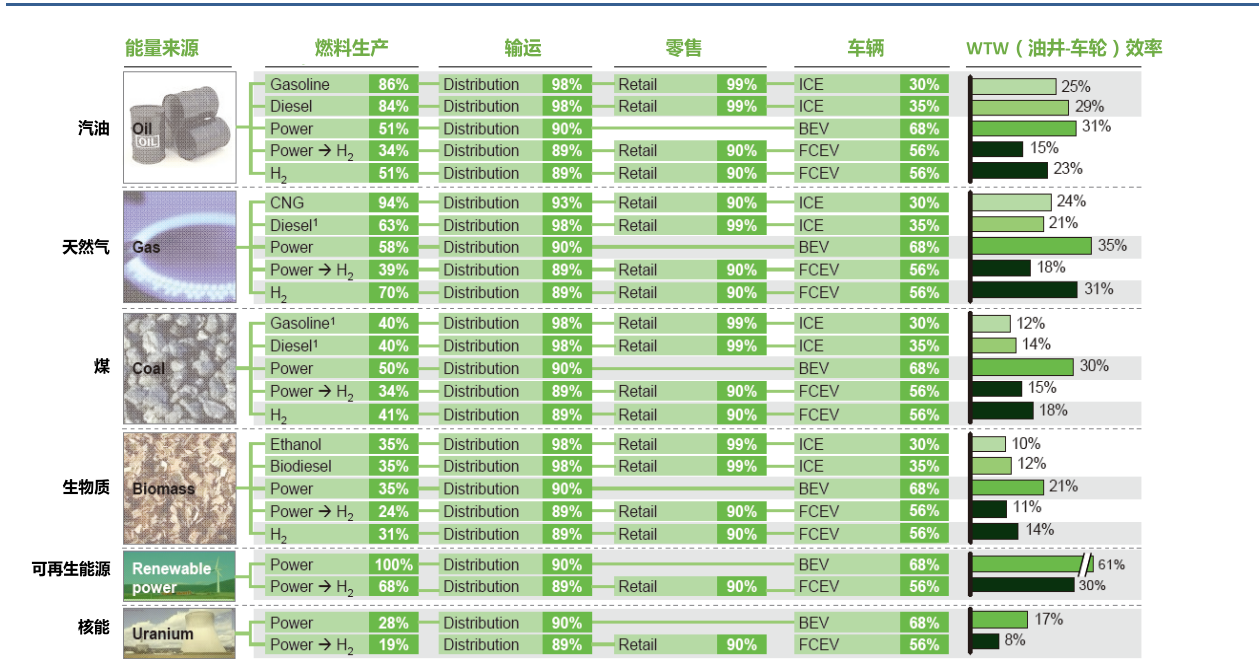 能量来源 燃料生产 输运 零售 车辆 WTW（油井-车轮）效率
汽油
Oil
OIL
Gasoline 86% Distribution 98% Retail 99% ICE 30% 25%
Diesel 84% Distribution 98% Retail 99% ICE 35% 29%
Power 51% Distribution 90% BEV 68% 31%
Power → H₂ 34% Distribution 89% Retail 90% FCEV 56% 15%
H₂ 51% Distribution 89% Retail 90% FCEV 56% 23%
天然气
Gas
CNG 94% Distribution 93% Retail 90% ICE 30% 24%
Diesel¹ 63% Distribution 98% Retail 99% ICE 35% 21%
Power 58% Distribution 90% BEV 68% 35%
Power → H₂ 39% Distribution 89% Retail 90% FCEV 56% 18%
H₂ 70% Distribution 89% Retail 90% FCEV 56% 31%
煤
Coal
Gasoline¹ 40% Distribution 98% Retail 99% ICE 30% 12%
Diesel¹ 40% Distribution 98% Retail 99% ICE 35% 14%
Power 50% Distribution 90% BEV 68% 30%
Power → H₂ 34% Distribution 89% Retail 90% FCEV 56% 15%
H₂ 41% Distribution 89% Retail 90% FCEV 56% 18%
生物质
Biomass
Ethanol 35% Distribution 98% Retail 99% ICE 30% 10%
Biodiesel 35% Distribution 98% Retail 99% ICE 35% 12%
Power 35% Distribution 90% BEV 68% 21%
Power → H₂ 24% Distribution 89% Retail 90% FCEV 56% 11%
H₂ 31% Distribution 89% Retail 90% FCEV 56% 14%
可再生能源
Renewable
power
Power 100% Distribution 90% BEV 68% 61%
Power → H₂ 68% Distribution 89% Retail 90% FCEV 56% 30%
核能
Uranium
Power 28% Distribution 90% BEV 68% 17%
Power → H₂ 19% Distribution 89% Retail 90% FCEV 56% 8%